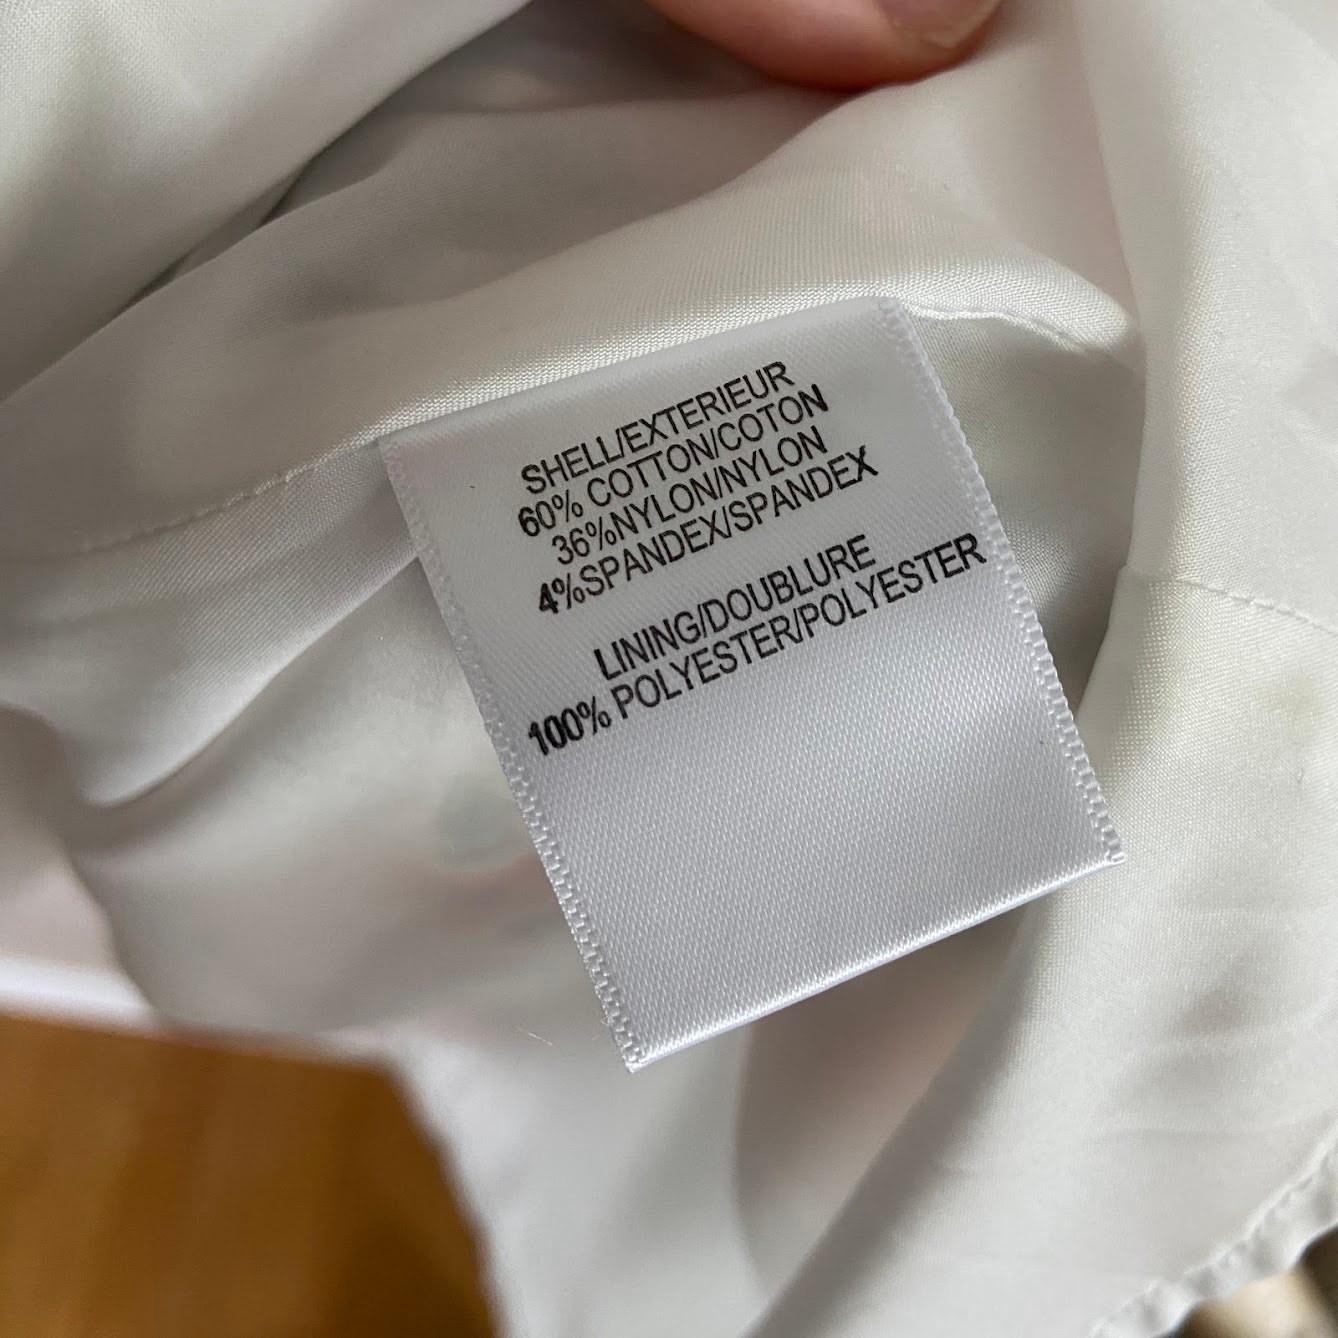 SHELL/EXTERIEUR
60% COTTON/COTON
36%NYLON/NYLON
4%SPANDEX/SPANDEX
LINING/DOUBLURE
100% POLYESTER/POLYESTER